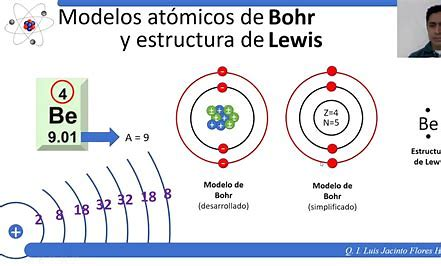 Modelos atómicos de Bohr
y estructura de Lewis
4
Be
9.01
A = 9
Z=4
N=5
Be
Modelo de
Bohr
(desarrollado)
Modelo de
Bohr
(simplificado)
Estructu
de Lew
2 8 18 32 32 18 8
+
Q. I. Luis Jacinto Flores H